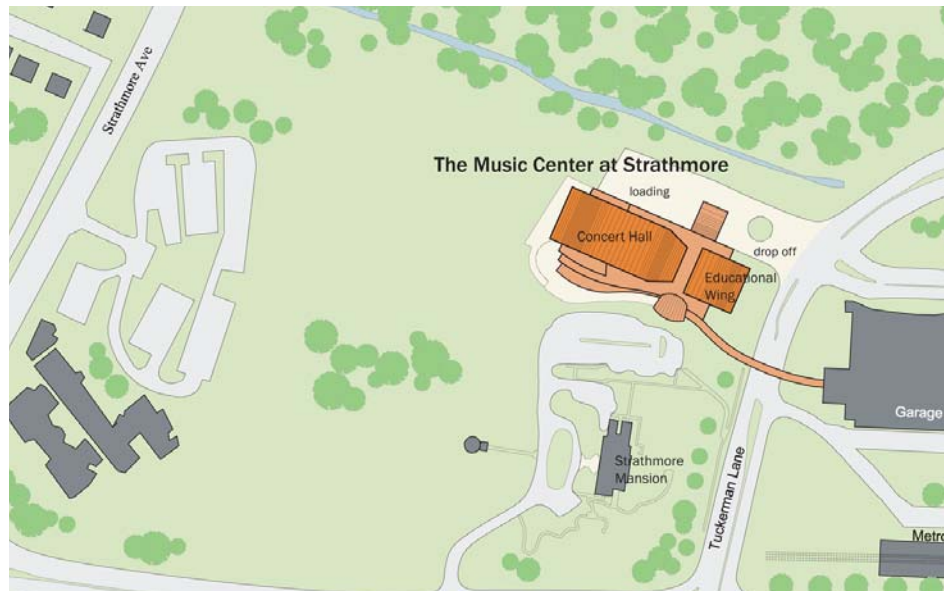 Strathmore Ave
The Music Center at Strathmore
loading
Concert Hall
drop off
Educational
Wing
Garage
Strathmore
Mansion
Tuckerman Lane
Metro